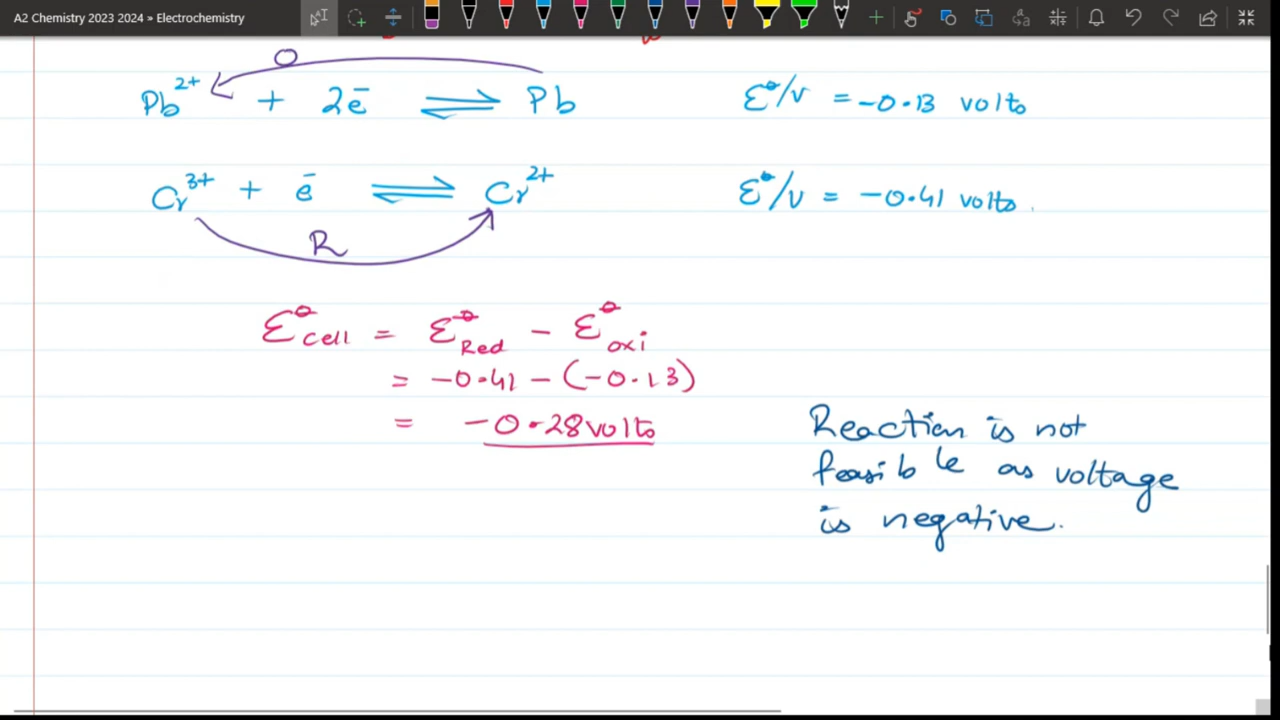 A2 Chemistry 2023 2024 » Electrochemistry
O
Pb²⁺ + 2ē ⇌ Pb   Ɛ°/V = -0.13 volts
Cr³⁺ + ē ⇌ Cr²⁺   Ɛ°/V = -0.41 volts.
R
Ɛ°cell = Ɛ°Red - Ɛ°oxi
= -0.41 - (-0.13)
= -0.28 volts
Reaction is not
feasible as voltage
is negative.